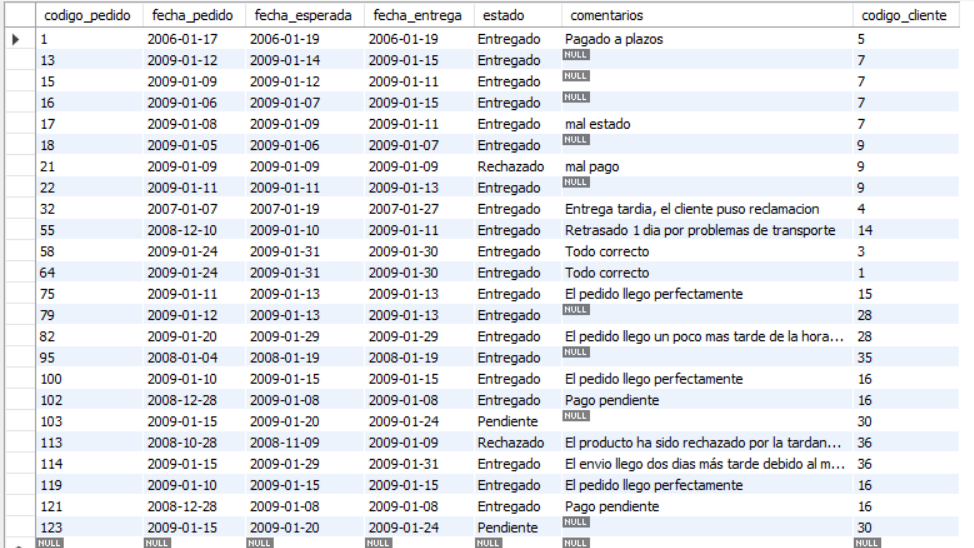 codigo_pedido fecha_pedido fecha_esperada fecha_entrega estado comentarios codigo_cliente
1 2006-01-17 2006-01-19 2006-01-19 Entregado Pagado a plazos 5
13 2009-01-12 2009-01-14 2009-01-15 Entregado NULL 7
15 2009-01-09 2009-01-12 2009-01-11 Entregado NULL 7
16 2009-01-06 2009-01-07 2009-01-15 Entregado NULL 7
17 2009-01-08 2009-01-09 2009-01-11 Entregado mal estado 7
18 2009-01-05 2009-01-06 2009-01-07 Entregado NULL 9
21 2009-01-09 2009-01-09 2009-01-09 Rechazado mal pago 9
22 2009-01-11 2009-01-11 2009-01-13 Entregado NULL 9
32 2007-01-07 2007-01-19 2007-01-27 Entregado Entrega tardia, el cliente puso reclamacion 4
55 2008-12-10 2009-01-10 2009-01-11 Entregado Retrasado 1 dia por problemas de transporte 14
58 2009-01-24 2009-01-31 2009-01-30 Entregado Todo correcto 3
64 2009-01-24 2009-01-31 2009-01-30 Entregado Todo correcto 1
75 2009-01-11 2009-01-13 2009-01-13 Entregado El pedido llego perfectamente 15
79 2009-01-12 2009-01-13 2009-01-13 Entregado NULL 28
82 2009-01-20 2009-01-29 2009-01-29 Entregado El pedido llego un poco mas tarde de la hora... 28
95 2008-01-04 2008-01-19 2008-01-19 Entregado NULL 35
100 2009-01-10 2009-01-15 2009-01-15 Entregado El pedido llego perfectamente 16
102 2008-12-28 2009-01-08 2009-01-08 Entregado Pago pendiente 16
103 2009-01-15 2009-01-20 2009-01-24 Pendiente NULL 30
113 2008-10-28 2008-11-09 2009-01-09 Rechazado El producto ha sido rechazado por la tardan... 36
114 2009-01-15 2009-01-29 2009-01-31 Entregado El envio llego dos dias más tarde debido al m... 36
119 2009-01-10 2009-01-15 2009-01-15 Entregado El pedido llego perfectamente 16
121 2008-12-28 2009-01-08 2009-01-08 Entregado Pago pendiente 16
123 2009-01-15 2009-01-20 2009-01-24 Pendiente NULL 30
NULL NULL NULL NULL NULL NULL NULL